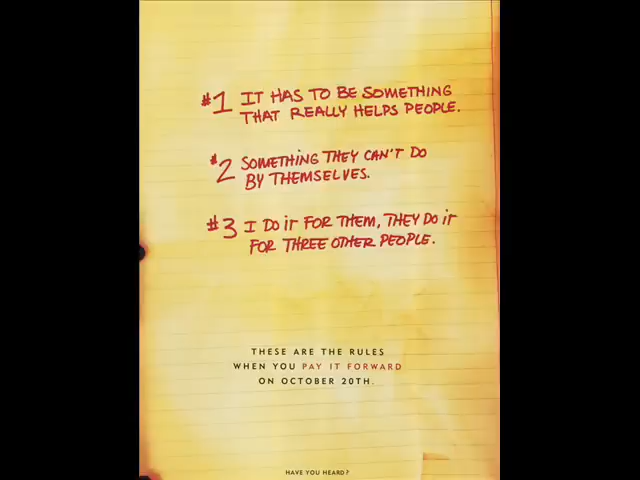 #1 IT HAS TO BE SOMETHING
THAT REALLY HELPS PEOPLE.
#2 SOMETHING THEY CAN'T DO
BY THEMSELVES.
#3 I DO iT FOR THEM, THEY DO iT
FOR THREE OTHER PEOPLE.
THESE ARE THE RULES
WHEN YOU PAY IT FORWARD
ON OCTOBER 20TH.
HAVE YOU HEARD?